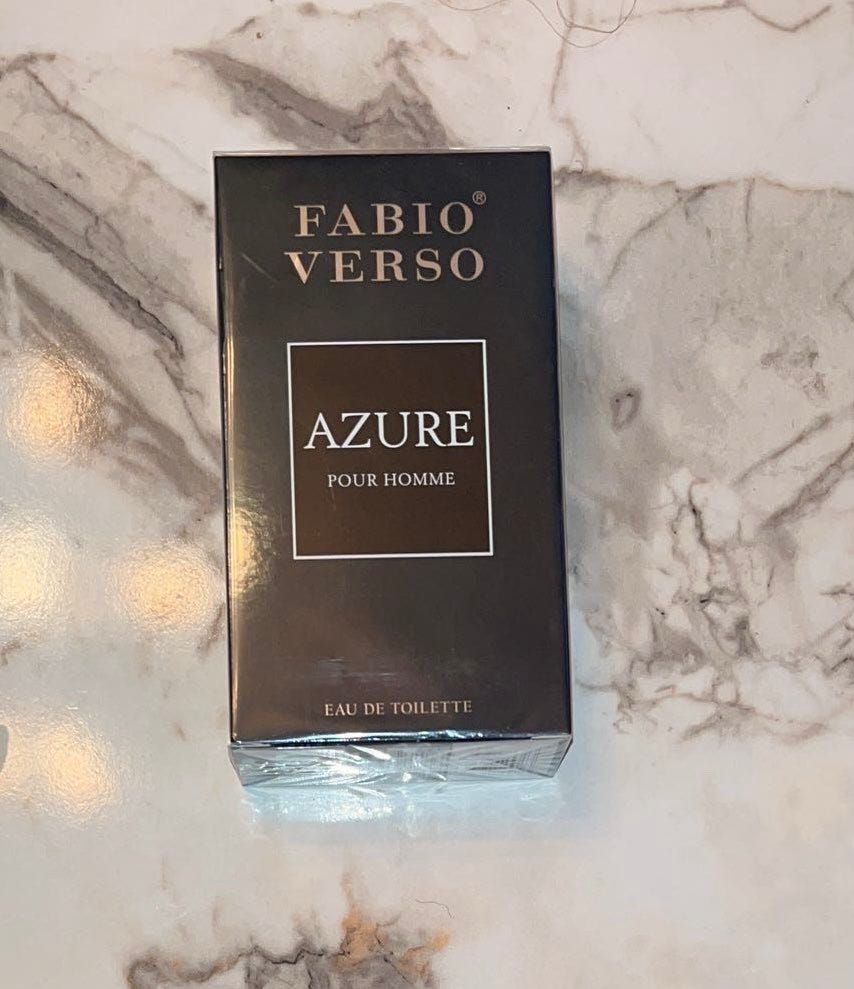 FABIO®
VERSO
AZURE
POUR HOMME
EAU DE TOILETTE